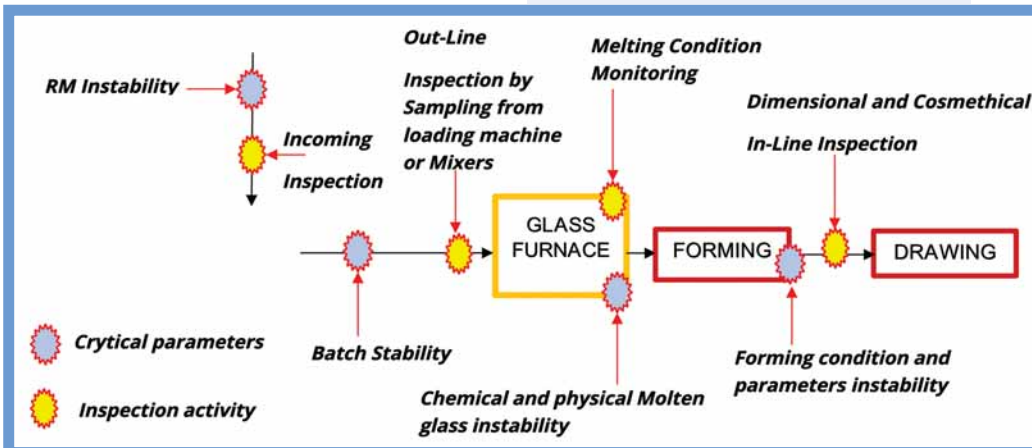 Out-Line
Inspection by
Sampling from
loading machine
or Mixers
Melting Condition
Monitoring
RM Instability
Incoming
Inspection
Dimensional and Cosmethical
In-Line Inspection
GLASS
FURNACE
FORMING
DRAWING
Crytical parameters
Inspection activity
Batch Stability
Chemical and physical Molten
glass instability
Forming condition and
parameters instability